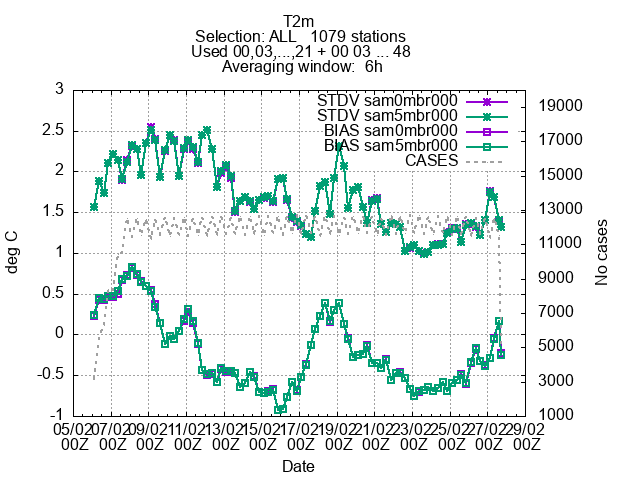 T2m
Selection: ALL   1079 stations
Used 00,03,...,21 + 00 03 ... 48
Averaging window:  6h
STDV sam0mbr000
STDV sam5mbr000
BIAS sam0mbr000
BIAS sam5mbr000
CASES
3
2.5
2
1.5
1
0.5
0
-0.5
-1
deg C
19000
17000
15000
13000
11000
9000
7000
5000
3000
1000
No cases
05/02 07/02 09/02 11/02 13/02 15/02 17/02 19/02 21/02 23/02 25/02 27/02 29/02
00Z 00Z 00Z 00Z 00Z 00Z 00Z 00Z 00Z 00Z 00Z 00Z 00Z
Date